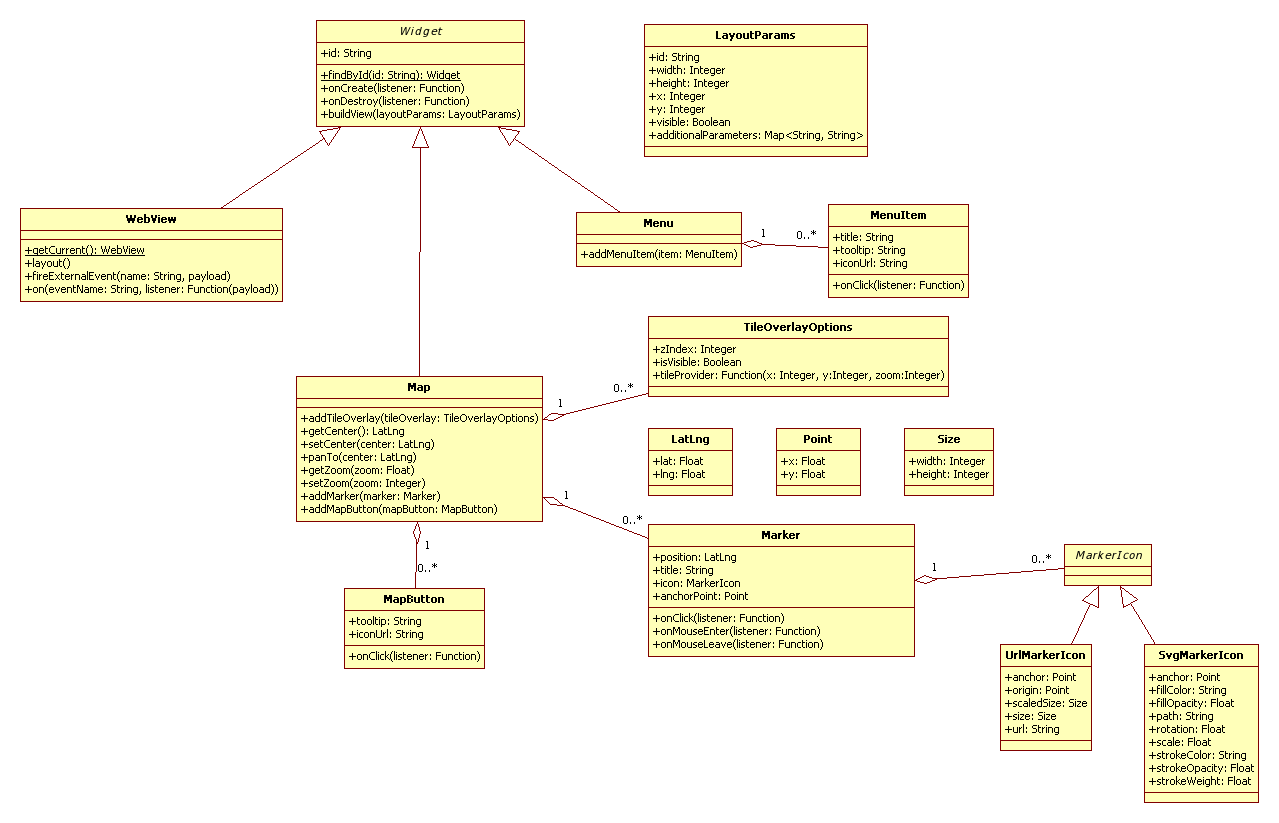 Widget
+id: String
+findById(id: String): Widget
+onCreate(listener: Function)
+onDestroy(listener: Function)
+buildView(layoutParams: LayoutParams)
LayoutParams
+id: String
+width: Integer
+height: Integer
+x: Integer
+y: Integer
+visible: Boolean
+additionalParameters: Map<String, String>
WebView
+getCurrent(): WebView
+layout()
+fireExternalEvent(name: String, payload)
+on(eventName: String, listener: Function(payload))
Menu
+addMenuItem(item: MenuItem)
1
0..*
MenuItem
+title: String
+tooltip: String
+iconUrl: String
+onClick(listener: Function)
TileOverlayOptions
+zIndex: Integer
+isVisible: Boolean
+tileProvider: Function(x: Integer, y:Integer, zoom:Integer)
Map
+addTileOverlay(tileOverlay: TileOverlayOptions)
+getCenter(): LatLng
+setCenter(center: LatLng)
+panTo(center: LatLng)
+getZoom(zoom: Float)
+setZoom(zoom: Integer)
+addMarker(marker: Marker)
+addMapButton(mapButton: MapButton)
1
0..*
LatLng
+lat: Float
+lng: Float
Point
+x: Float
+y: Float
Size
+width: Integer
+height: Integer
1
0..*
1
0..*
MapButton
+tooltip: String
+iconUrl: String
+onClick(listener: Function)
Marker
+position: LatLng
+title: String
+icon: MarkerIcon
+anchorPoint: Point
+onClick(listener: Function)
+onMouseEnter(listener: Function)
+onMouseLeave(listener: Function)
1
0..*
MarkerIcon
UrlMarkerIcon
+anchor: Point
+origin: Point
+scaledSize: Size
+size: Size
+url: String
SvgMarkerIcon
+anchor: Point
+fillColor: String
+fillOpacity: Float
+path: String
+rotation: Float
+scale: Float
+strokeColor: String
+strokeOpacity: Float
+strokeWeight: Float